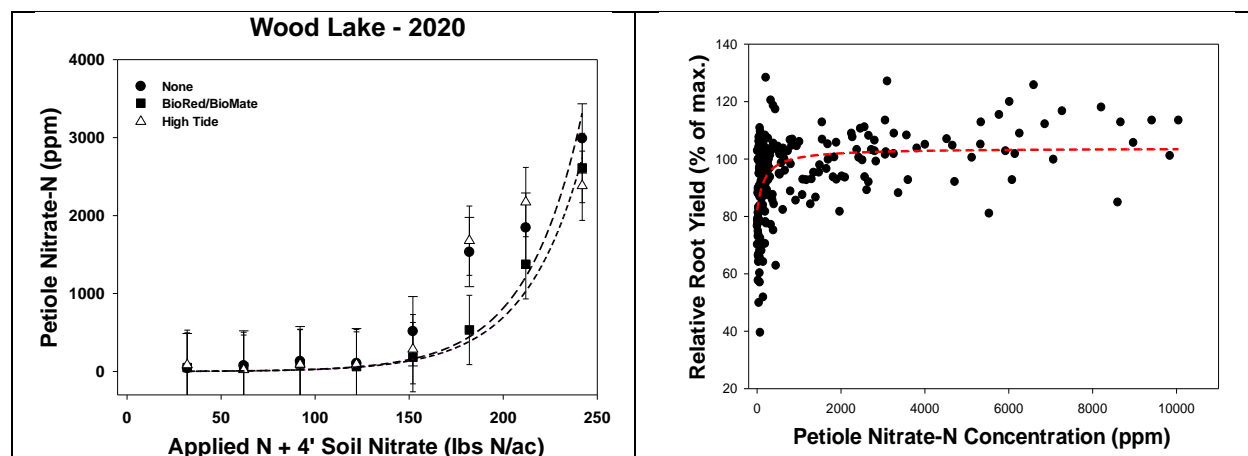 Wood Lake - 2020
Petiole Nitrate-N (ppm)
4000
3000
2000
1000
0
None
BioRed/BioMate
High Tide
0 50 100 150 200 250
Applied N + 4' Soil Nitrate (lbs N/ac)
Relative Root Yield (% of max.)
140
120
100
80
60
40
20
0 2000 4000 6000 8000 10000
Petiole Nitrate-N Concentration (ppm)